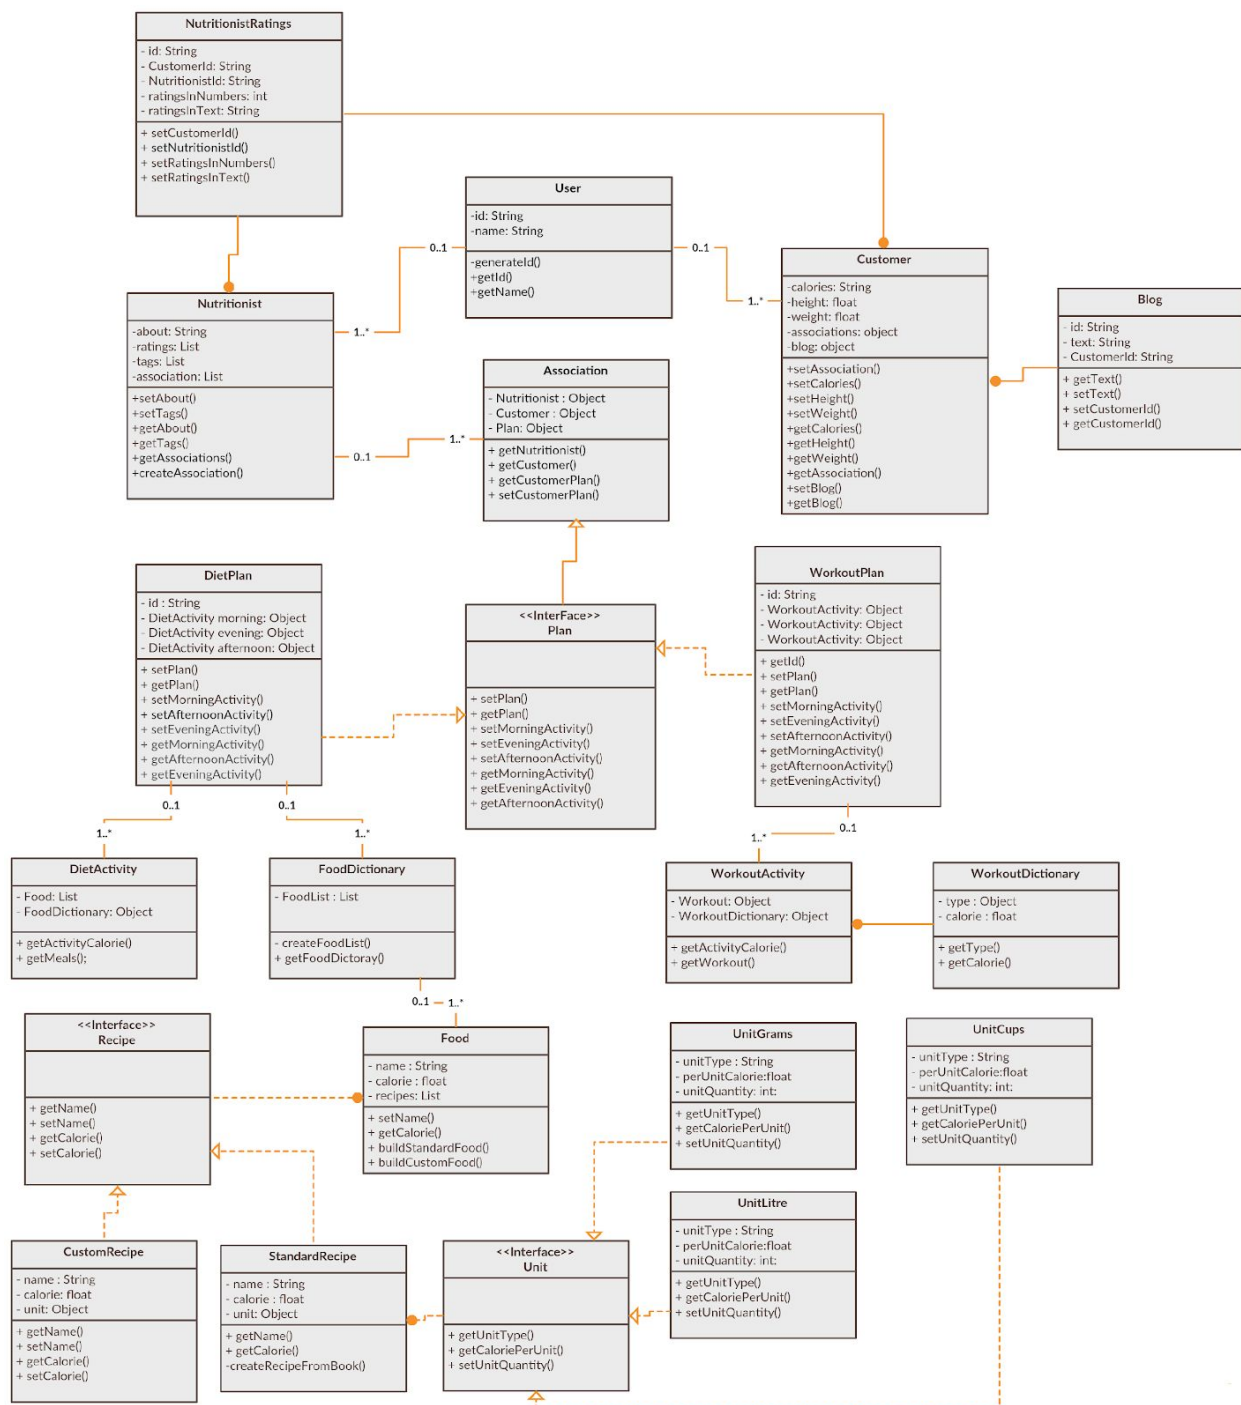 NutritionistRatings
- id: String
- CustomerId: String
- NutritionistId: String
- ratingsInNumbers: int
- ratingsInText: String
+ setCustomerId()
+ setNutritionistId()
+ setRatingsInNumbers()
+ setRatingsInText()
User
-id: String
-name: String
-generateId()
+getId()
+getName()
0..1
0..1
1..*
1..*
Nutritionist
-about: String
-ratings: List
-tags: List
-association: List
+setAbout()
+setTags()
+getAbout()
+getTags()
+getAssociations()
+createAssociation()
0..1
1..*
Association
- Nutritionist : Object
- Customer : Object
- Plan: Object
+ getNutritionist()
+ getCustomer()
+ getCustomerPlan()
+ setCustomerPlan()
Customer
-calories: String
-height: float
-weight: float
-associations: object
-blog: object
+setAssociation()
+setCalories()
+setHeight()
+setWeight()
+getCalories()
+getHeight()
+getWeight()
+getAssociation()
+setBlog()
+getBlog()
Blog
- id: String
- text: String
- CustomerId: String
+ getText()
+ setText()
+ setCustomerId()
+ getCustomerId()
DietPlan
- id : String
- DietActivity morning: Object
- DietActivity evening: Object
- DietActivity afternoon: Object
+ setPlan()
+ getPlan()
+ setMorningActivity()
+ setAfternoonActivity()
+ setEveningActivity()
+ getMorningActivity()
+ getAfternoonActivity()
+ getEveningActivity()
<<InterFace>>
Plan
+ setPlan()
+ getPlan()
+ setMorningActivity()
+ setEveningActivity()
+ setAfternoonActivity()
+ getMorningActivity()
+ getEveningActivity()
+ getAfternoonActivity()
WorkoutPlan
- id: String
- WorkoutActivity: Object
- WorkoutActivity: Object
- WorkoutActivity: Object
+ getId()
+ setPlan()
+ getPlan()
+ setMorningActivity()
+ setEveningActivity()
+ setAfternoonActivity()
+ getMorningActivity()
+ getAfternoonActivity()
+ getEveningActivity()
0..1
0..1
1..*
1..*
0..1
1..*
DietActivity
- Food: List
- FoodDictionary: Object
+ getActivityCalorie()
+ getMeals();
FoodDictionary
- FoodList : List
- createFoodList()
+ getFoodDictoray()
0..1
1..*
WorkoutActivity
- Workout: Object
- WorkoutDictionary: Object
+ getActivityCalorie()
+ getWorkout()
WorkoutDictionary
- type : Object
- calorie : float
+ getType()
+ getCalorie()
<<Interface>>
Recipe
+ getName()
+ setName()
+ getCalorie()
+ setCalorie()
Food
- name : String
- calorie : float
- recipes: List
+ setName()
+ getCalorie()
+ buildStandardFood()
+ buildCustomFood()
UnitGrams
- unitType : String
- perUnitCalorie:float
- unitQuantity: int:
+ getUnitType()
+ getCaloriePerUnit()
+ setUnitQuantity()
UnitCups
- unitType : String
- perUnitCalorie:float
- unitQuantity: int:
+ getUnitType()
+ getCaloriePerUnit()
+ setUnitQuantity()
UnitLitre
- unitType : String
- perUnitCalorie:float
- unitQuantity: int:
+ getUnitType()
+ getCaloriePerUnit()
+ setUnitQuantity()
CustomRecipe
- name : String
- calorie: float
- unit: Object
+ getName()
+ setName()
+ getCalorie()
+ setCalorie()
StandardRecipe
- name : String
- calorie : float
- unit: Object
+ getName()
+ getCalorie()
-createRecipeFromBook()
<<Interface>>
Unit
+ getUnitType()
+ getCaloriePerUnit()
+ setUnitQuantity()